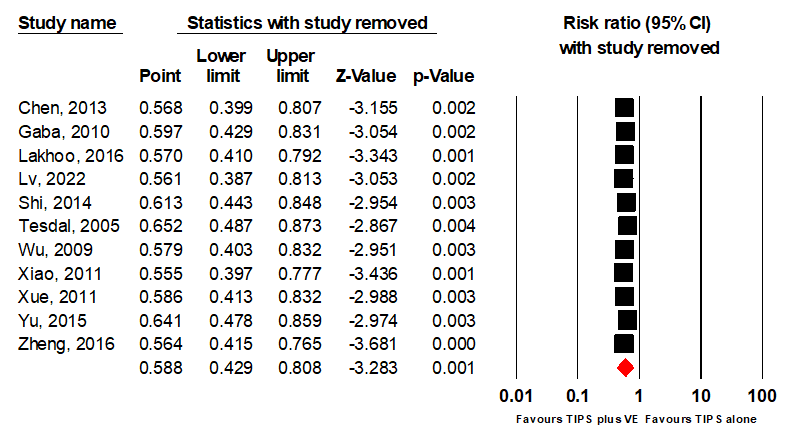 Study name Statistics with study removed Risk ratio (95% CI)
with study removed
Lower Upper
Point limit limit Z-Value p-Value
Chen, 2013 0.568 0.399 0.807 -3.155 0.002
Gaba, 2010 0.597 0.429 0.831 -3.054 0.002
Lakhoo, 2016 0.570 0.410 0.792 -3.343 0.001
Lv, 2022 0.561 0.387 0.813 -3.053 0.002
Shi, 2014 0.613 0.443 0.848 -2.954 0.003
Tesdal, 2005 0.652 0.487 0.873 -2.867 0.004
Wu, 2009 0.579 0.403 0.832 -2.951 0.003
Xiao, 2011 0.555 0.397 0.777 -3.436 0.001
Xue, 2011 0.586 0.413 0.832 -2.988 0.003
Yu, 2015 0.641 0.478 0.859 -2.974 0.003
Zheng, 2016 0.564 0.415 0.765 -3.681 0.000
0.588 0.429 0.808 -3.283 0.001
0.01 0.1 1 10 100
Favours TIPS plus VE Favours TIPS alone